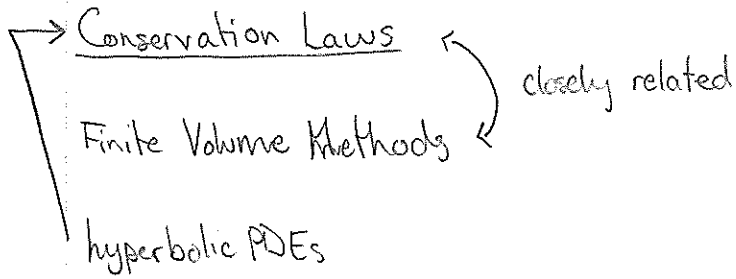 Conservation Laws
closely related
Finite Volume Methods
hyperbolic PDEs